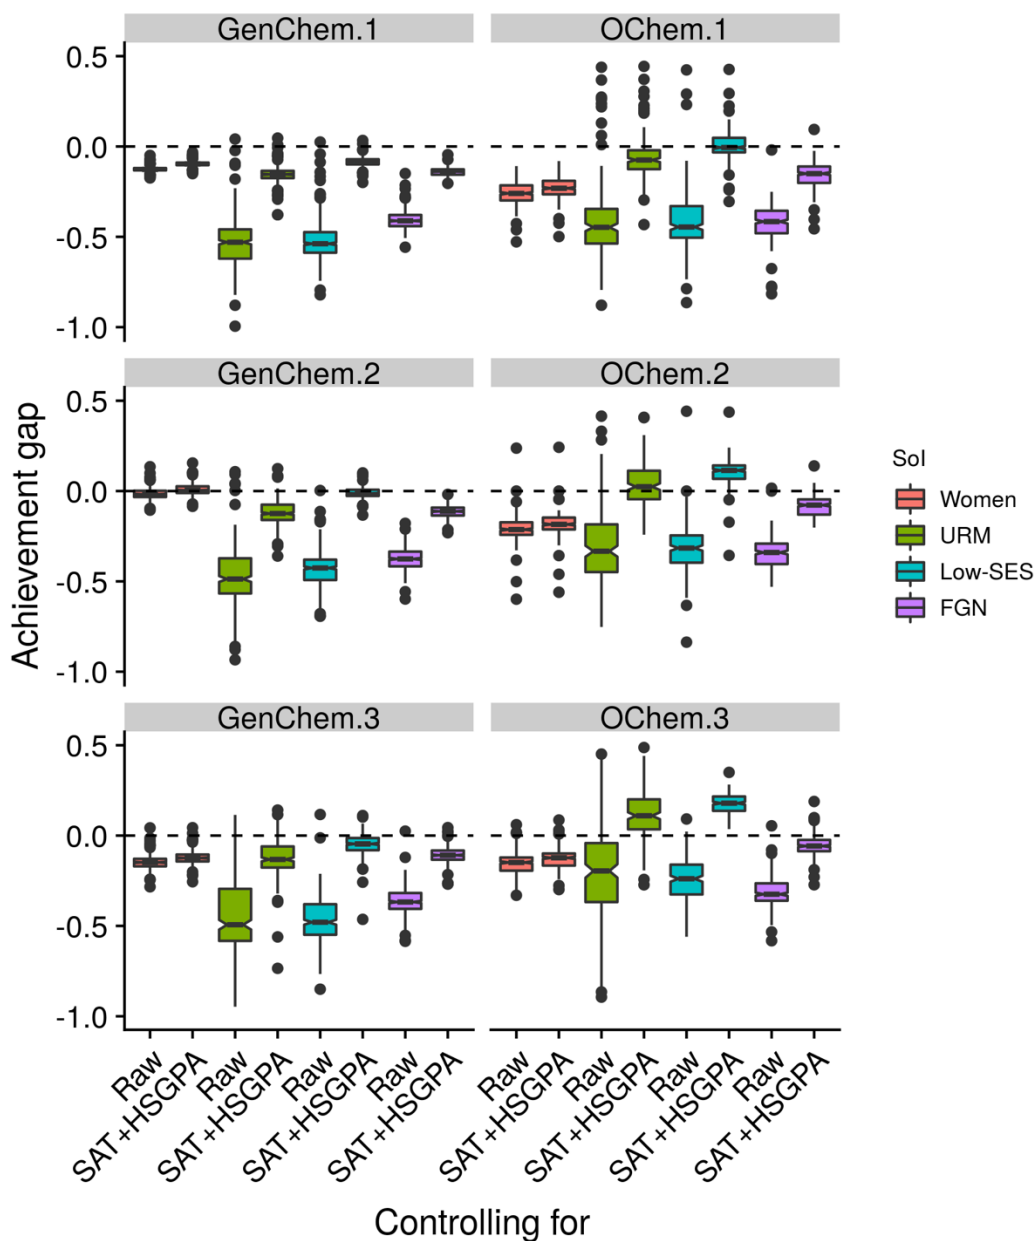 GenChem.1
OChem.1
0.5
0.0
-0.5
-1.0
GenChem.2
OChem.2
0.5
0.0
-0.5
-1.0
GenChem.3
OChem.3
0.5
0.0
-0.5
-1.0
Achievement gap
Raw
SAT+HSGPA
Raw
SAT+HSGPA
Raw
SAT+HSGPA
Raw
SAT+HSGPA
Raw
SAT+HSGPA
Raw
SAT+HSGPA
Raw
SAT+HSGPA
Raw
SAT+HSGPA
Controlling for
SoI
Women
URM
Low-SES
FGN